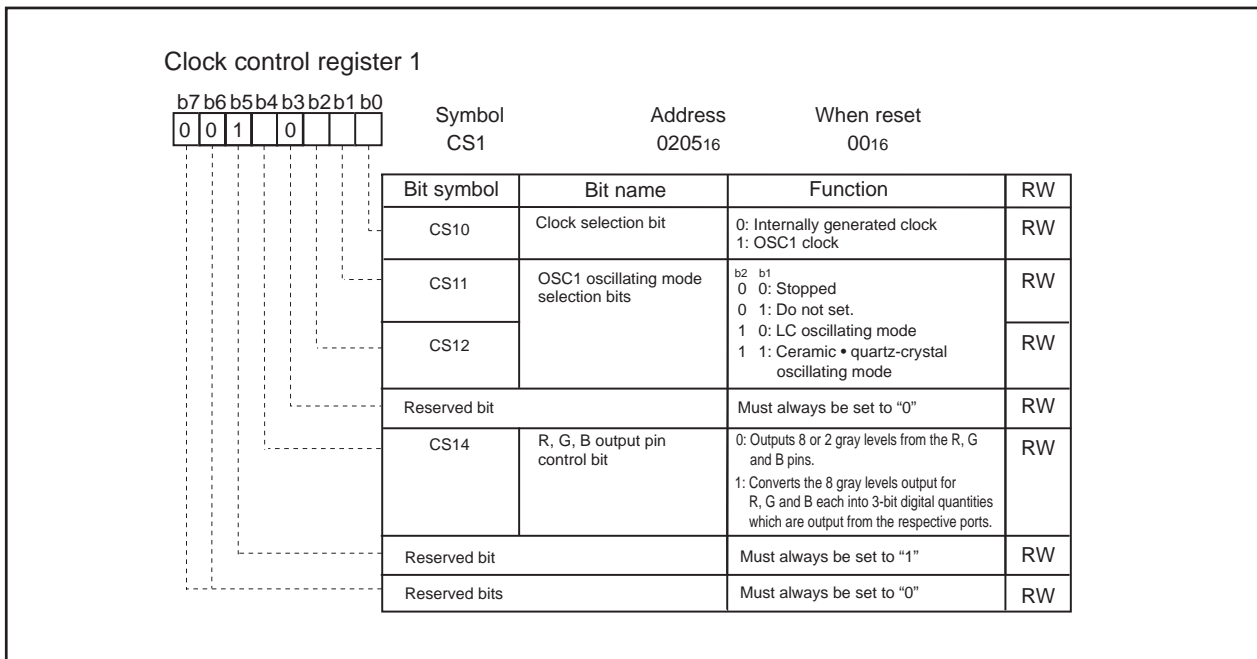 Clock control register 1
b7 b6 b5 b4 b3 b2 b1 b0
0 0 1 0
Symbol Address When reset
CS1 020516 0016
Bit symbol Bit name Function RW
CS10 Clock selection bit 0: Internally generated clock RW
1: OSC1 clock
CS11 OSC1 oscillating mode selection bits b2 b1 RW
0 0: Stopped
0 1: Do not set.
CS12 1 0: LC oscillating mode RW
1 1: Ceramic • quartz-crystal
oscillating mode
Reserved bit Must always be set to “0” RW
CS14 R, G, B output pin control bit 0: Outputs 8 or 2 gray levels from the R, G RW
and B pins.
1: Converts the 8 gray levels output for
R, G and B each into 3-bit digital quantities
which are output from the respective ports.
Reserved bit Must always be set to “1” RW
Reserved bits Must always be set to “0” RW